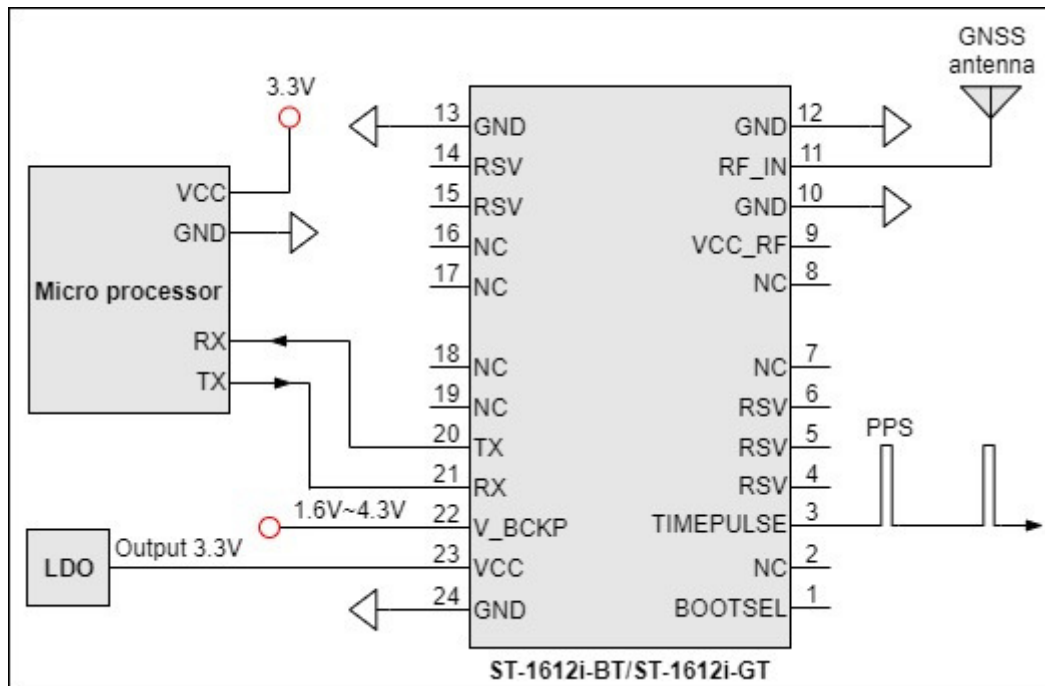 GNSS
antenna
3.3V
13 GND
GND 12
14 RSV
RF_IN 11
VCC
15 RSV
GND 10
GND
16 NC
VCC_RF 9
17 NC
NC 8
Micro processor
RX
18 NC
NC 7
TX
19 NC
RSV 6
20 TX
RSV 5
PPS
21 RX
RSV 4
1.6V~4.3V
22 V_BCKP
TIMEPULSE 3
LDO
Output 3.3V
23 VCC
NC 2
24 GND
BOOTSEL 1
ST-1612i-BT/ST-1612i-GT